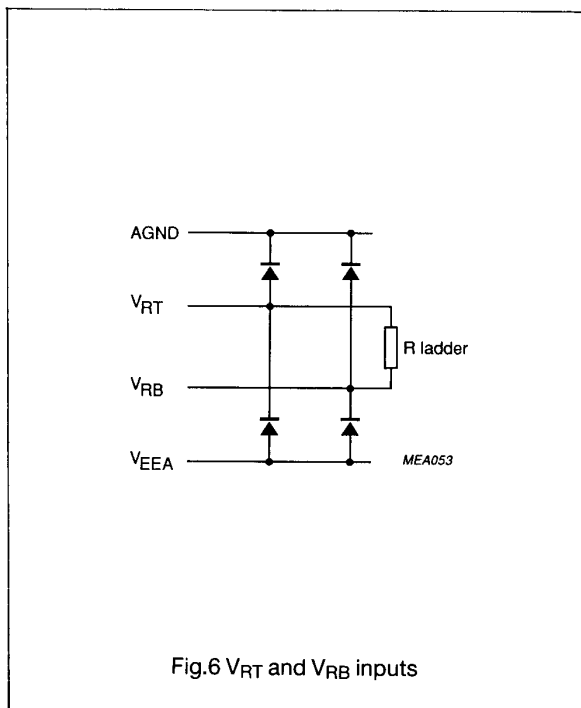 AGND
VRT
R ladder
VRB
VEEA
MEA053
Fig.6 VRT and VRB inputs